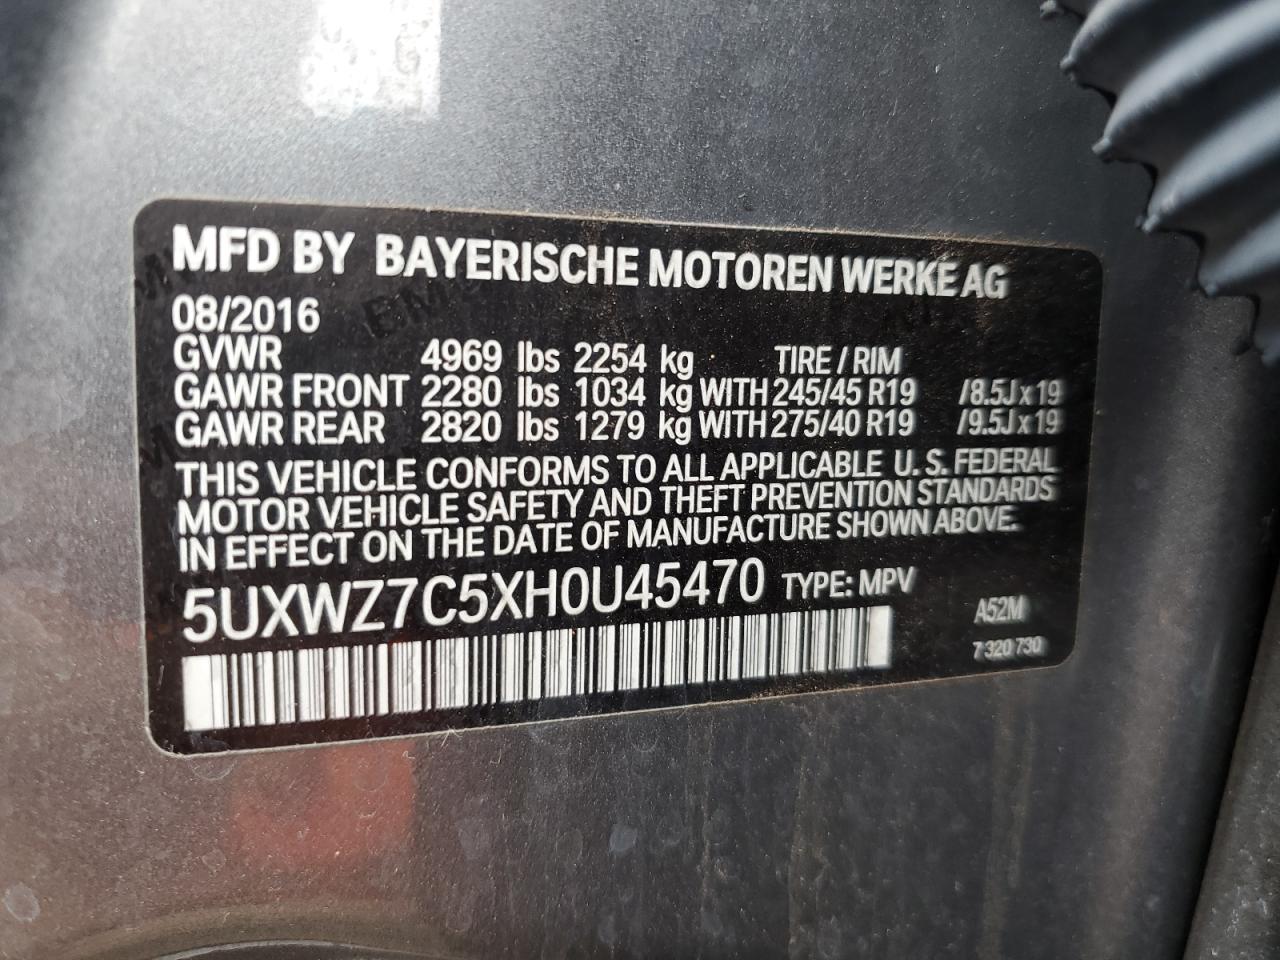 MFD BY BAYERISCHE MOTOREN WERKE AG
08/2016
GVWR 4969 lbs 2254 kg TIRE / RIM
GAWR FRONT 2280 lbs 1034 kg WITH 245/45 R19 /8.5J x 19
GAWR REAR 2820 lbs 1279 kg WITH 275/40 R19 /9.5J x 19
THIS VEHICLE CONFORMS TO ALL APPLICABLE U. S. FEDERAL
MOTOR VEHICLE SAFETY AND THEFT PREVENTION STANDARDS
IN EFFECT ON THE DATE OF MANUFACTURE SHOWN ABOVE.
5UXWZ7C5XH0U45470 TYPE: MPV
A52M
7 320 730